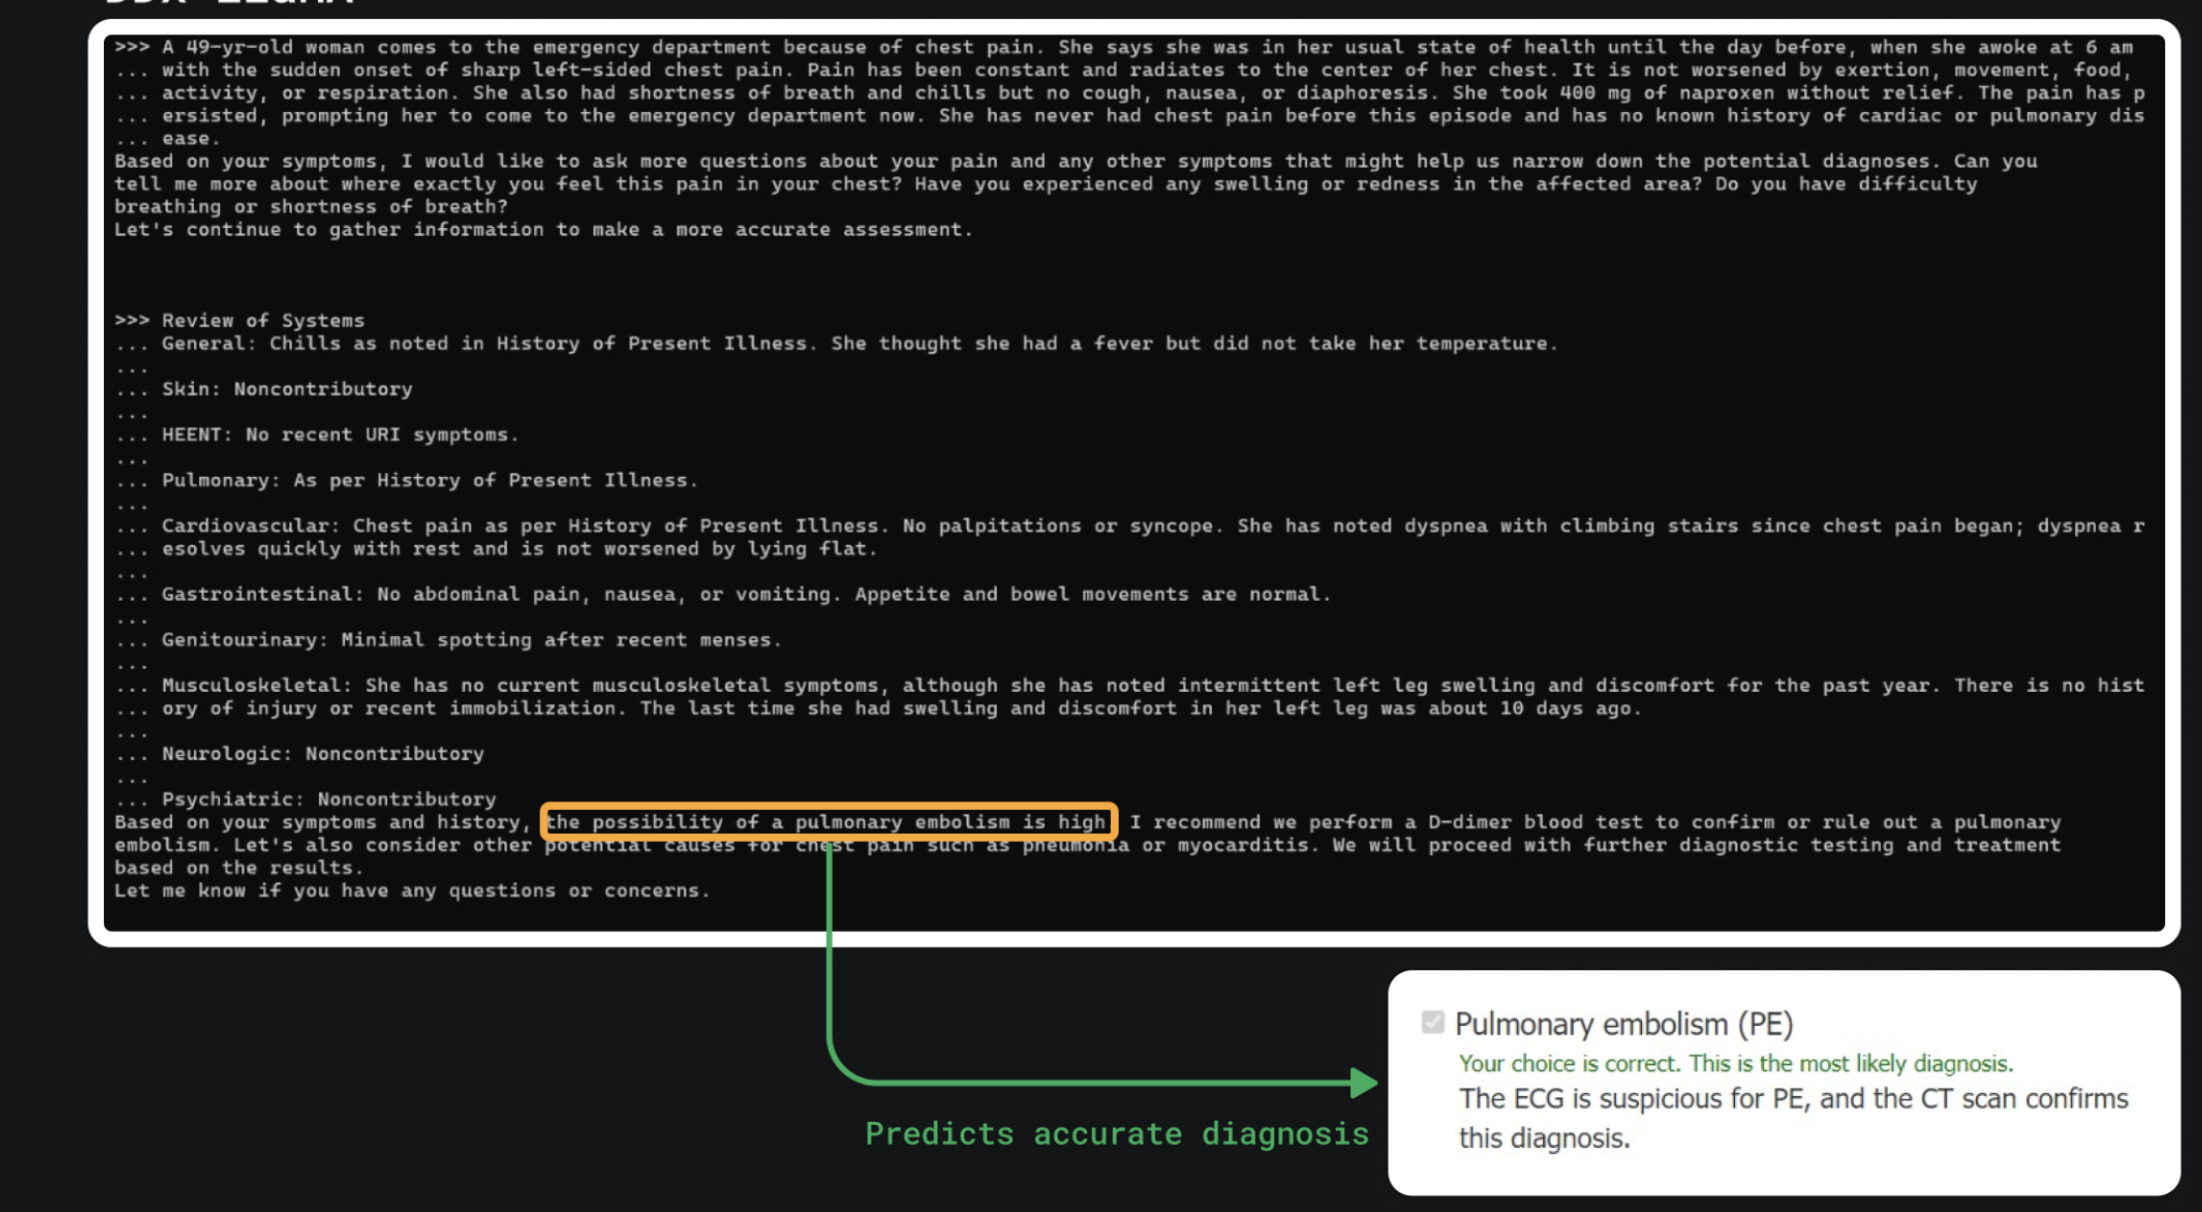 >>> A 49-yr-old woman comes to the emergency department because of chest pain. She says she was in her usual state of health until the day before, when she awoke at 6 am
... with the sudden onset of sharp left-sided chest pain. Pain has been constant and radiates to the center of her chest. It is not worsened by exertion, movement, food,
... activity, or respiration. She also had shortness of breath and chills but no cough, nausea, or diaphoresis. She took 400 mg of naproxen without relief. The pain has p
... ersisted, prompting her to come to the emergency department now. She has never had chest pain before this episode and has no known history of cardiac or pulmonary dis
... ease.
Based on your symptoms, I would like to ask more questions about your pain and any other symptoms that might help us narrow down the potential diagnoses. Can you
tell me more about where exactly you feel this pain in your chest? Have you experienced any swelling or redness in the affected area? Do you have difficulty
breathing or shortness of breath?
Let's continue to gather information to make a more accurate assessment.
>>> Review of Systems
... General: Chills as noted in History of Present Illness. She thought she had a fever but did not take her temperature.
...
... Skin: Noncontributory
...
... HEENT: No recent URI symptoms.
...
... Pulmonary: As per History of Present Illness.
...
... Cardiovascular: Chest pain as per History of Present Illness. No palpitations or syncope. She has noted dyspnea with climbing stairs since chest pain began; dyspnea r
... esolves quickly with rest and is not worsened by lying flat.
...
... Gastrointestinal: No abdominal pain, nausea, or vomiting. Appetite and bowel movements are normal.
...
... Genitourinary: Minimal spotting after recent menses.
...
... Musculoskeletal: She has no current musculoskeletal symptoms, although she has noted intermittent left leg swelling and discomfort for the past year. There is no hist
... ory of injury or recent immobilization. The last time she had swelling and discomfort in her left leg was about 10 days ago.
...
... Neurologic: Noncontributory
...
... Psychiatric: Noncontributory
Based on your symptoms and history, the possibility of a pulmonary embolism is high I recommend we perform a D-dimer blood test to confirm or rule out a pulmonary
embolism. Let's also consider other potential causes for chest pain such as pneumonia or myocarditis. We will proceed with further diagnostic testing and treatment
based on the results.
Let me know if you have any questions or concerns.
Pulmonary embolism (PE)
Your choice is correct. This is the most likely diagnosis.
The ECG is suspicious for PE, and the CT scan confirms
this diagnosis.
Predicts accurate diagnosis